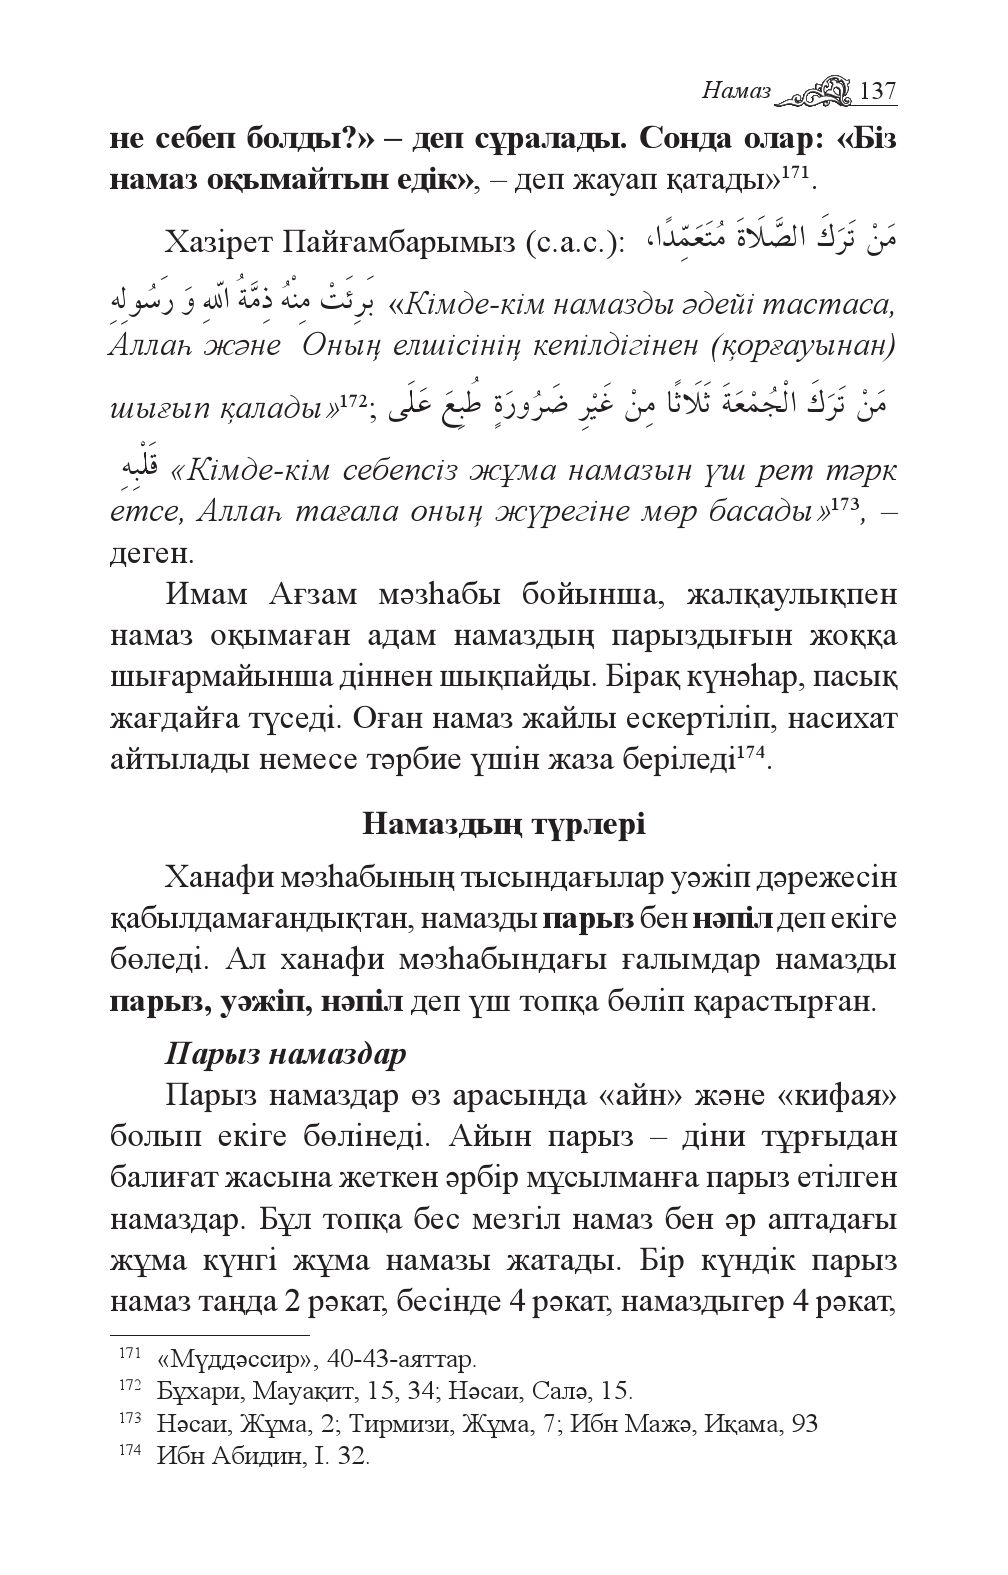 Намаз 137
не себеп болды?» – деп сұралады. Сонда олар: «Біз
намаз оқымайтын едік», – деп жауап қатады»171.
Хазірет Пайғамбарымыз (с.а.с.): مَنْ تَرَكَ الصَّلَاةَ مُتَعَمِّدًا،
بَرِئَتْ مِنْهُ ذِمَّةُ اللّٰهِ وَ رَسُولِهِ «Кімде-кім намазды әдейі тастаса,
Аллаһ және Оның елшісінің кепілдігінен (қорғауынан)
шығып қалады»172; مَنْ تَرَكَ الْجُمْعَةَ ثَلَاثًا مِنْ غَيْرِ ضَرُورَةٍ طُبِعَ عَلَى
قَلْبِهِ «Кімде-кім себепсіз жұма намазын үш рет тәрк
етсе, Аллаһ тағала оның жүрегіне мөр басады»173, –
деген.
Имам Ағзам мәзһабы бойынша, жалқаулықпен
намаз оқымаған адам намаздың парыздығын жоққа
шығармайынша діннен шықпайды. Бірақ күнәһар, пасық
жағдайға түседі. Оған намаз жайлы ескертіліп, насихат
айтылады немесе тәрбие үшін жаза беріледі174.
Намаздың түрлері
Ханафи мәзһабының тысындағылар уәжіп дәрежесін
қабылдамағандықтан, намазды парыз бен нәпіл деп екіге
бөледі. Ал ханафи мәзһабындағы ғалымдар намазды
парыз, уәжіп, нәпіл деп үш топқа бөліп қарастырған.
Парыз намаздар
Парыз намаздар өз арасында «айн» және «кифая»
болып екіге бөлінеді. Айын парыз – діни тұрғыдан
балиғат жасына жеткен әрбір мұсылманға парыз етілген
намаздар. Бұл топқа бес мезгіл намаз бен әр аптадағы
жұма күнгі жұма намазы жатады. Бір күндік парыз
намаз таңда 2 рәкат, бесінде 4 рәкат, намаздыгер 4 рәкат,
171 «Мүддәссир», 40-43-аяттар.
172 Бұхари, Мауақит, 15, 34; Нәсаи, Салә, 15.
173 Нәсаи, Жұма, 2; Тирмизи, Жұма, 7; Ибн Мажә, Иқама, 93
174 Ибн Абидин, I. 32.